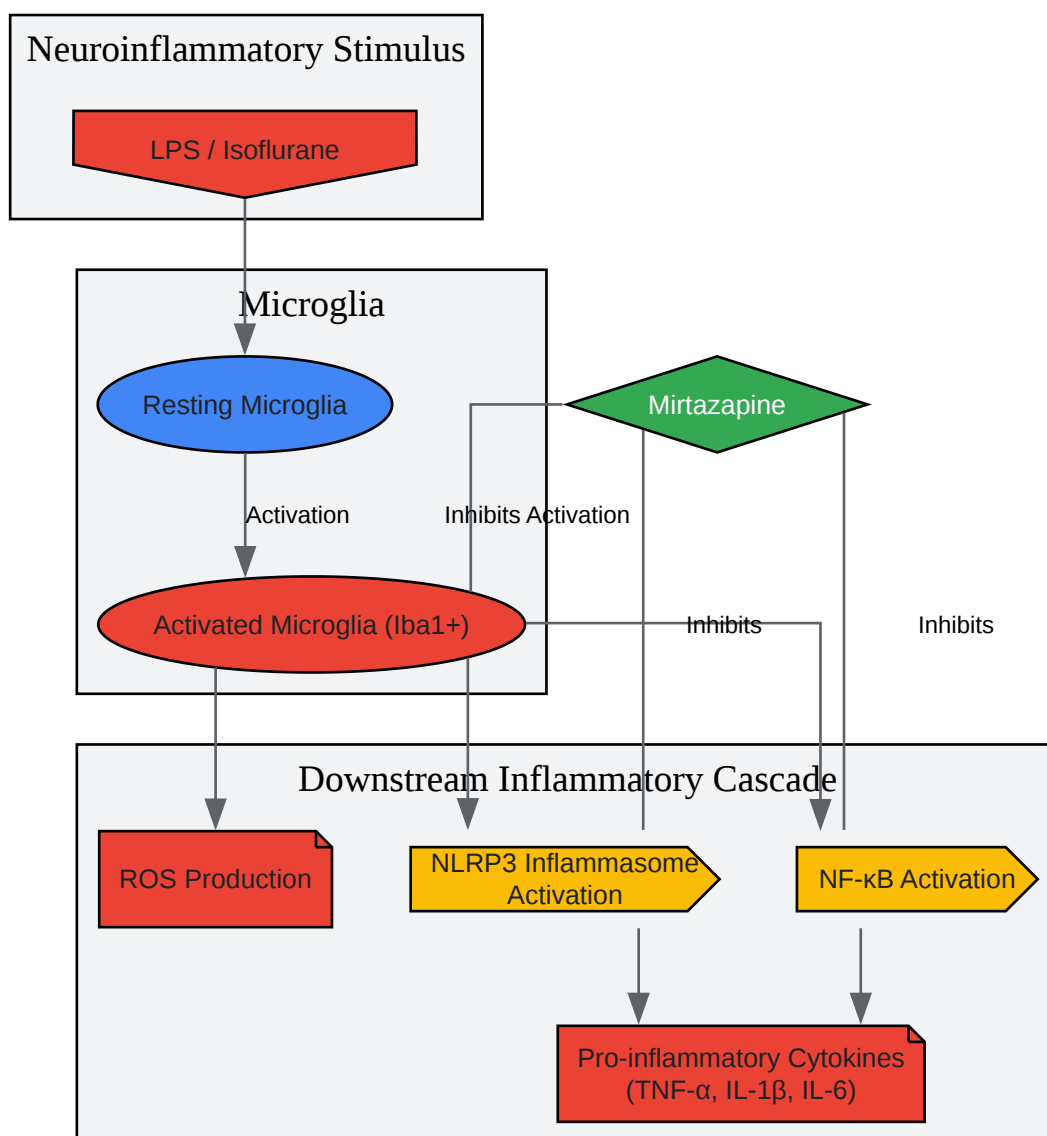 Neuroinflammatory Stimulus
LPS / Isoflurane
Microglia
Resting Microglia
Mirtazapine
Activation
Inhibits Activation
Activated Microglia (Iba1+)
Inhibits
Inhibits
Downstream Inflammatory Cascade
ROS Production
NLRP3 Inflammasome
Activation
NF-κB Activation
Pro-inflammatory Cytokines
(TNF-α, IL-1β, IL-6)